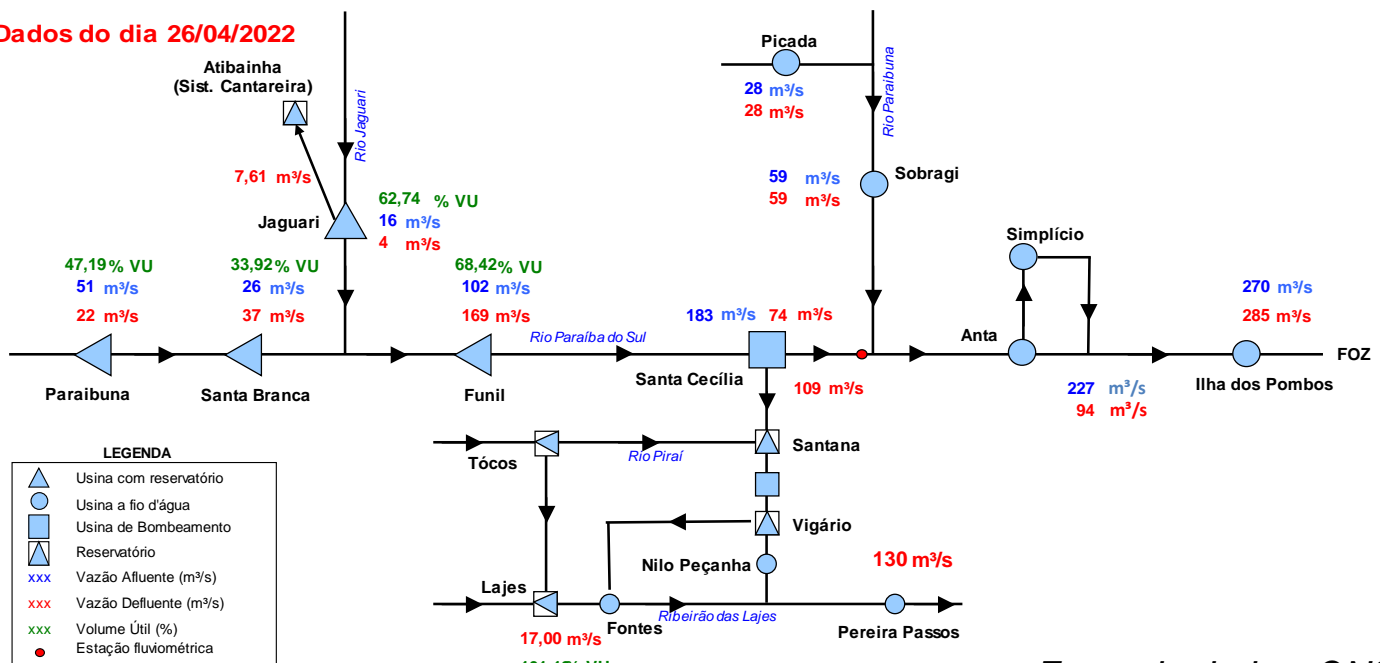 Dados do dia 26/04/2022
Picada
28 m³/s
28 m³/s
Rio Paraibuna
Atibainha
(Sist. Cantareira)
Rio Jaguari
7,61 m³/s
Jaguari
62,74 % VU
16 m³/s
4 m³/s
59 m³/s
59 m³/s
Sobragi
Simplício
47,19 % VU
51 m³/s
22 m³/s
33,92 % VU
26 m³/s
37 m³/s
68,42 % VU
102 m³/s
169 m³/s
183 m³/s 74 m³/s
270 m³/s
285 m³/s
Rio Paraíba do Sul
Anta
FOZ
Paraibuna
Santa Branca
Funil
Santa Cecília
109 m³/s
227 m³/s
94 m³/s
Ilha dos Pombos
Tócos
Rio Piraí
Santana
Vigário
Nilo Peçanha
130 m³/s
Lajes
17,00 m³/s
Fontes
Ribeirão das Lajes
Pereira Passos
LEGENDA
Usina com reservatório
Usina a fio d'água
Usina de Bombeamento
Reservatório
xxx Vazão Afluente (m³/s)
xxx Vazão Defluente (m³/s)
xxx Volume Útil (%)
Estação fluviométrica